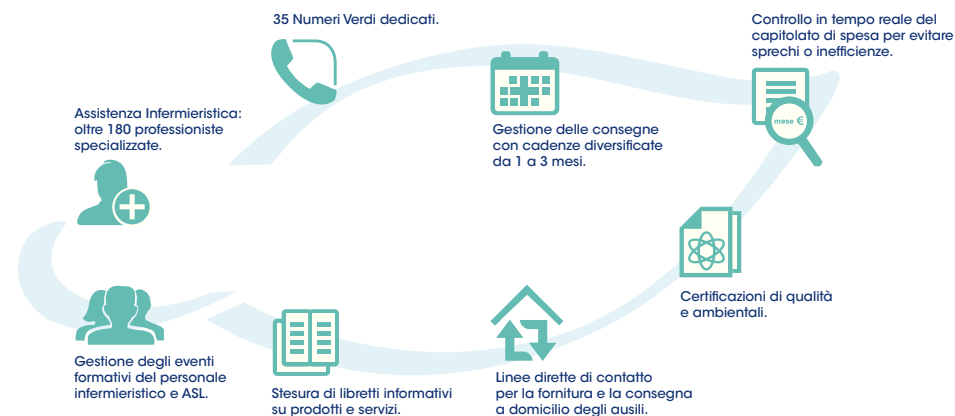 35 Numeri Verdi dedicati.
Controllo in tempo reale del
capitolato di spesa per evitare
sprechi o inefficienze.
mese €
Assistenza Infermieristica:
oltre 180 professioniste
specializzate.
Gestione delle consegne
con cadenze diversificate
da 1 a 3 mesi.
Certificazioni di qualità
e ambientali.
Gestione degli eventi
formativi del personale
infermieristico e ASL.
Stesura di libretti informativi
su prodotti e servizi.
Linee dirette di contatto
per la fornitura e la consegna
a domicilio degli ausili.